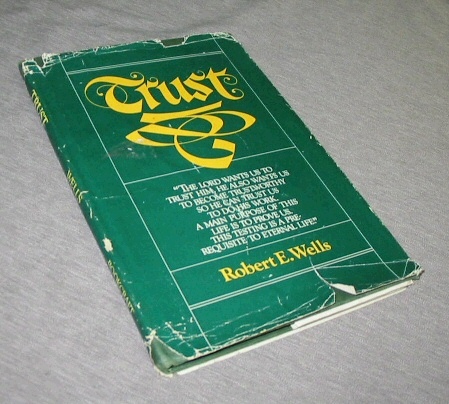 Trust
"THE LORD WANTS US TO
TRUST HIM; HE ALSO WANTS US
TO BECOME TRUSTWORTHY
SO HE CAN TRUST US
TO DO HIS WORK.
A MAIN PURPOSE OF THIS
LIFE IS TO PROVE US.
THIS TESTING IS A PRE-
REQUISITE TO ETERNAL LIFE."
Robert E. Wells
TRUST
WELLS